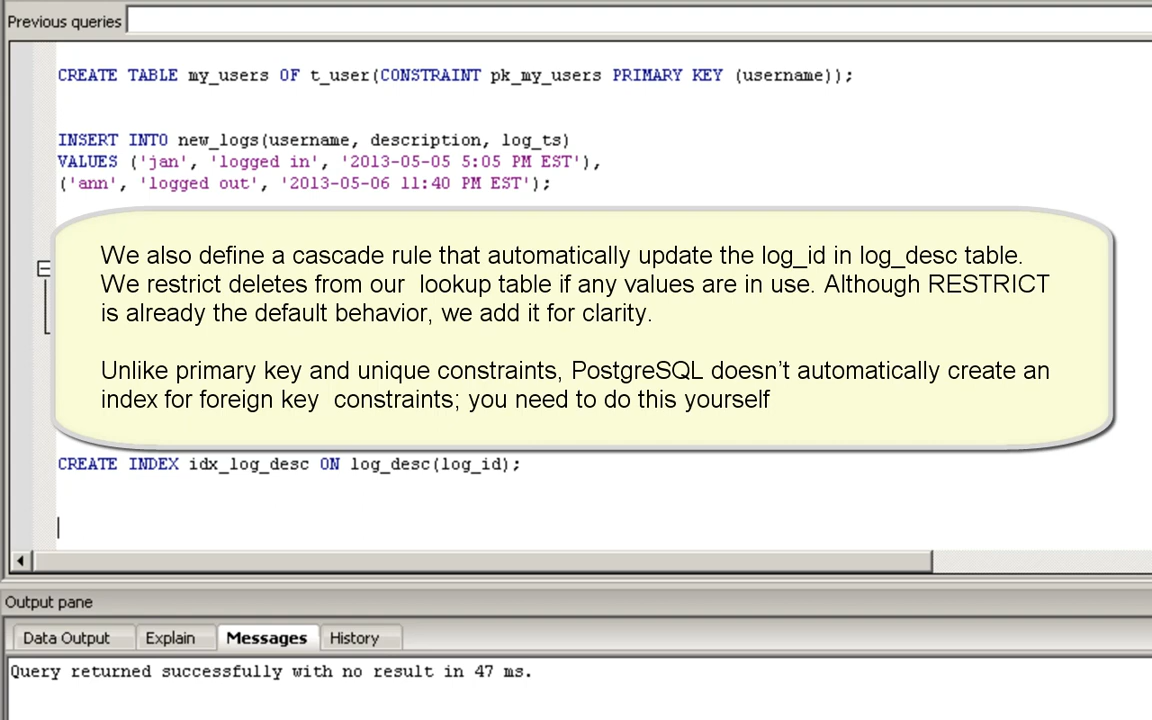 Previous queries
CREATE TABLE my_users OF t_user(CONSTRAINT pk_my_users PRIMARY KEY (username));
INSERT INTO new_logs(username, description, log_ts)
VALUES ('jan', 'logged in', '2013-05-05 5:05 PM EST'),
('ann', 'logged out', '2013-05-06 11:40 PM EST');
We also define a cascade rule that automatically update the log_id in log_desc table.
We restrict deletes from our lookup table if any values are in use. Although RESTRICT
is already the default behavior, we add it for clarity.
Unlike primary key and unique constraints, PostgreSQL doesn't automatically create an
index for foreign key constraints; you need to do this yourself
CREATE INDEX idx_log_desc ON log_desc(log_id);
Output pane
Data Output Explain Messages History
Query returned successfully with no result in 47 ms.